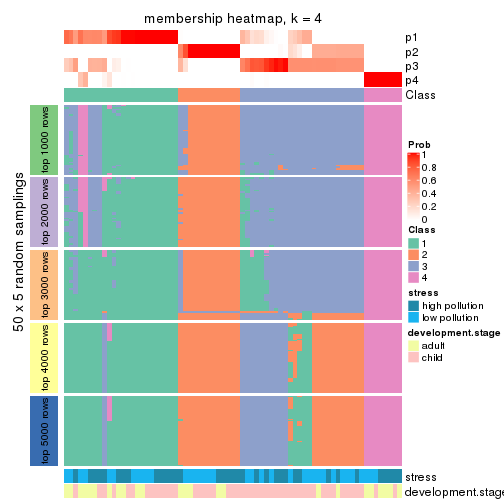 membership heatmap, k = 4
p1
p2
p3
p4
Class
50 x 5 random samplings
top 1000 rows
top 2000 rows
top 3000 rows
top 4000 rows
top 5000 rows
stress
development.stage
Prob
1
0.8
0.6
0.4
0.2
0
Class
1
2
3
4
stress
high pollution
low pollution
development.stage
adult
child